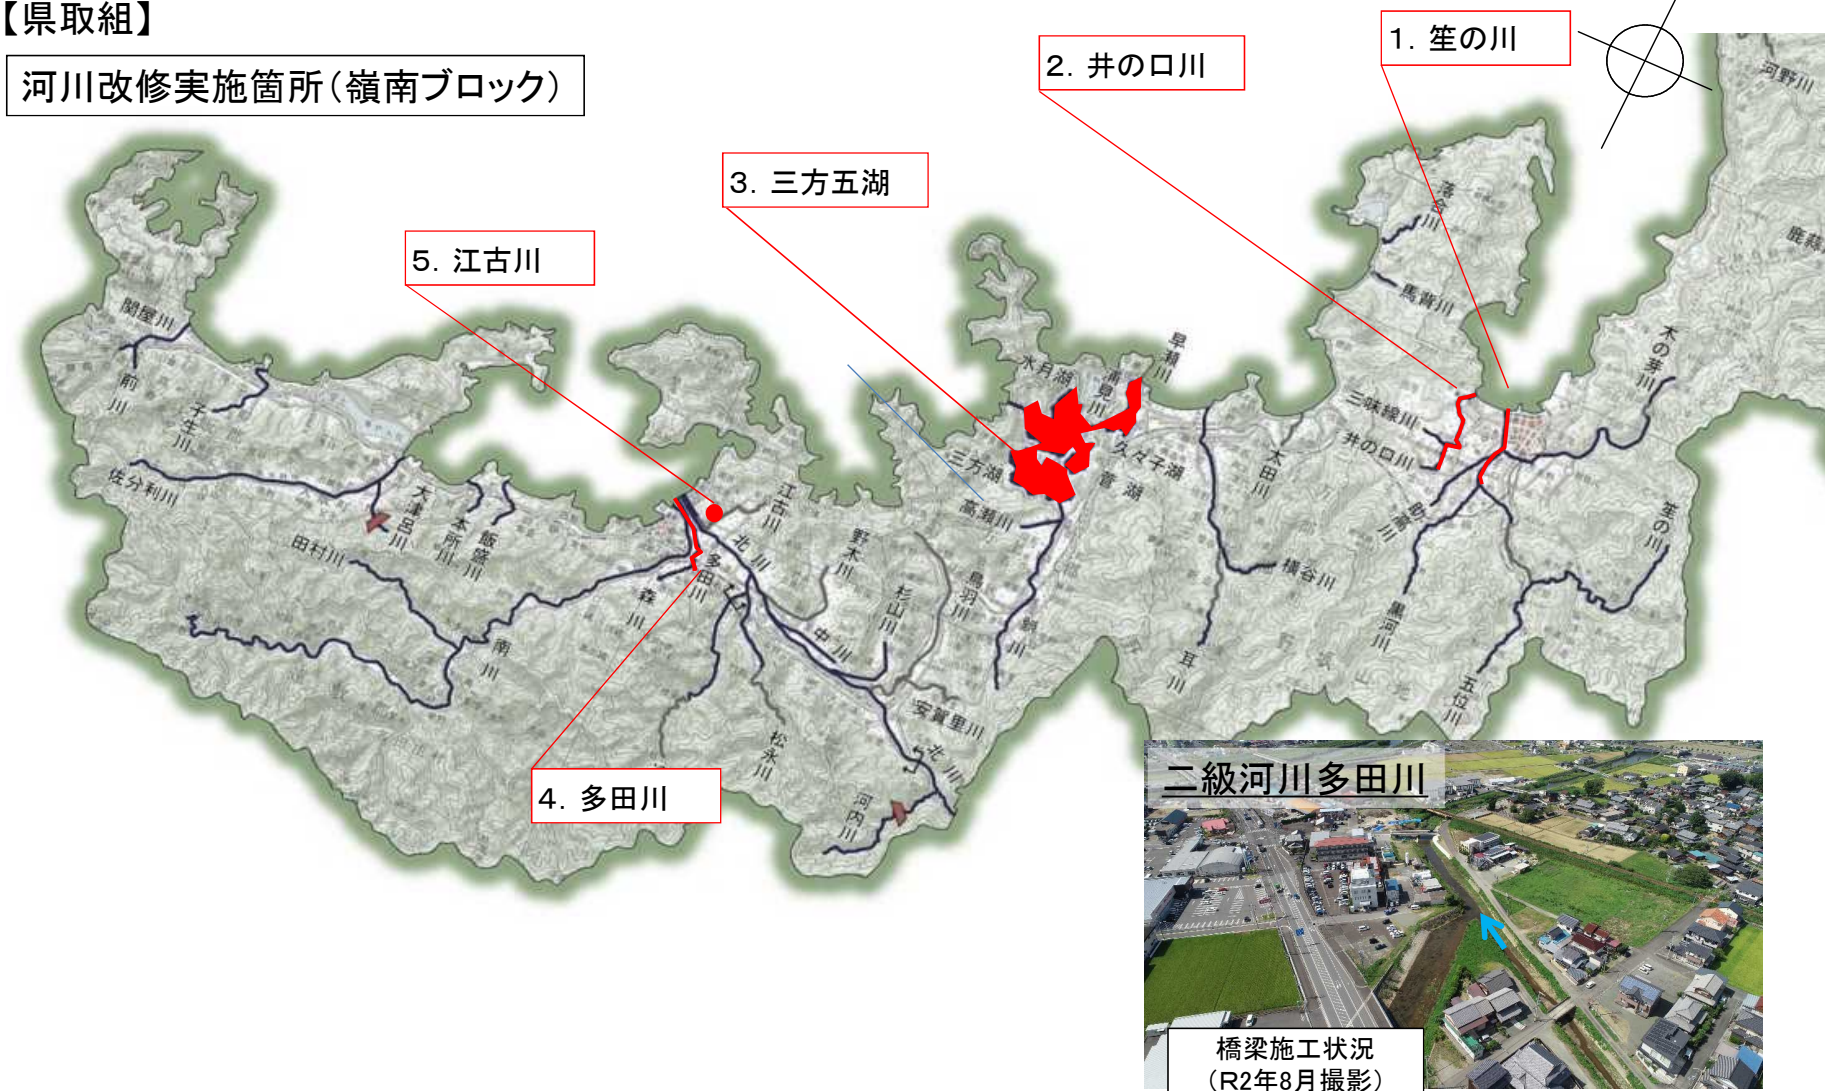 【県取組】
河川改修実施箇所（嶺南ブロック）
1．笙の川
2．井の口川
3．三方五湖
5．江古川
4．多田川
河野川
落合川
馬背川
木の芽川
早瀬川
水月湖
久々子湖
菅湖
三方湖
高瀬川
三味線川
井の口川
太田川
助高川
笙の川
黒河川
五位川
横谷川
耳川
関屋川
前川
子生川
佐分利川
大津呂川
本所川
飯盛川
田村川
南川
森川
多田川
北川
江古川
野木川
杉山川
鳥羽川
中川
安賀里川
北川
松永川
河内川
二級河川多田川
橋梁施工状況
（R2年8月撮影）